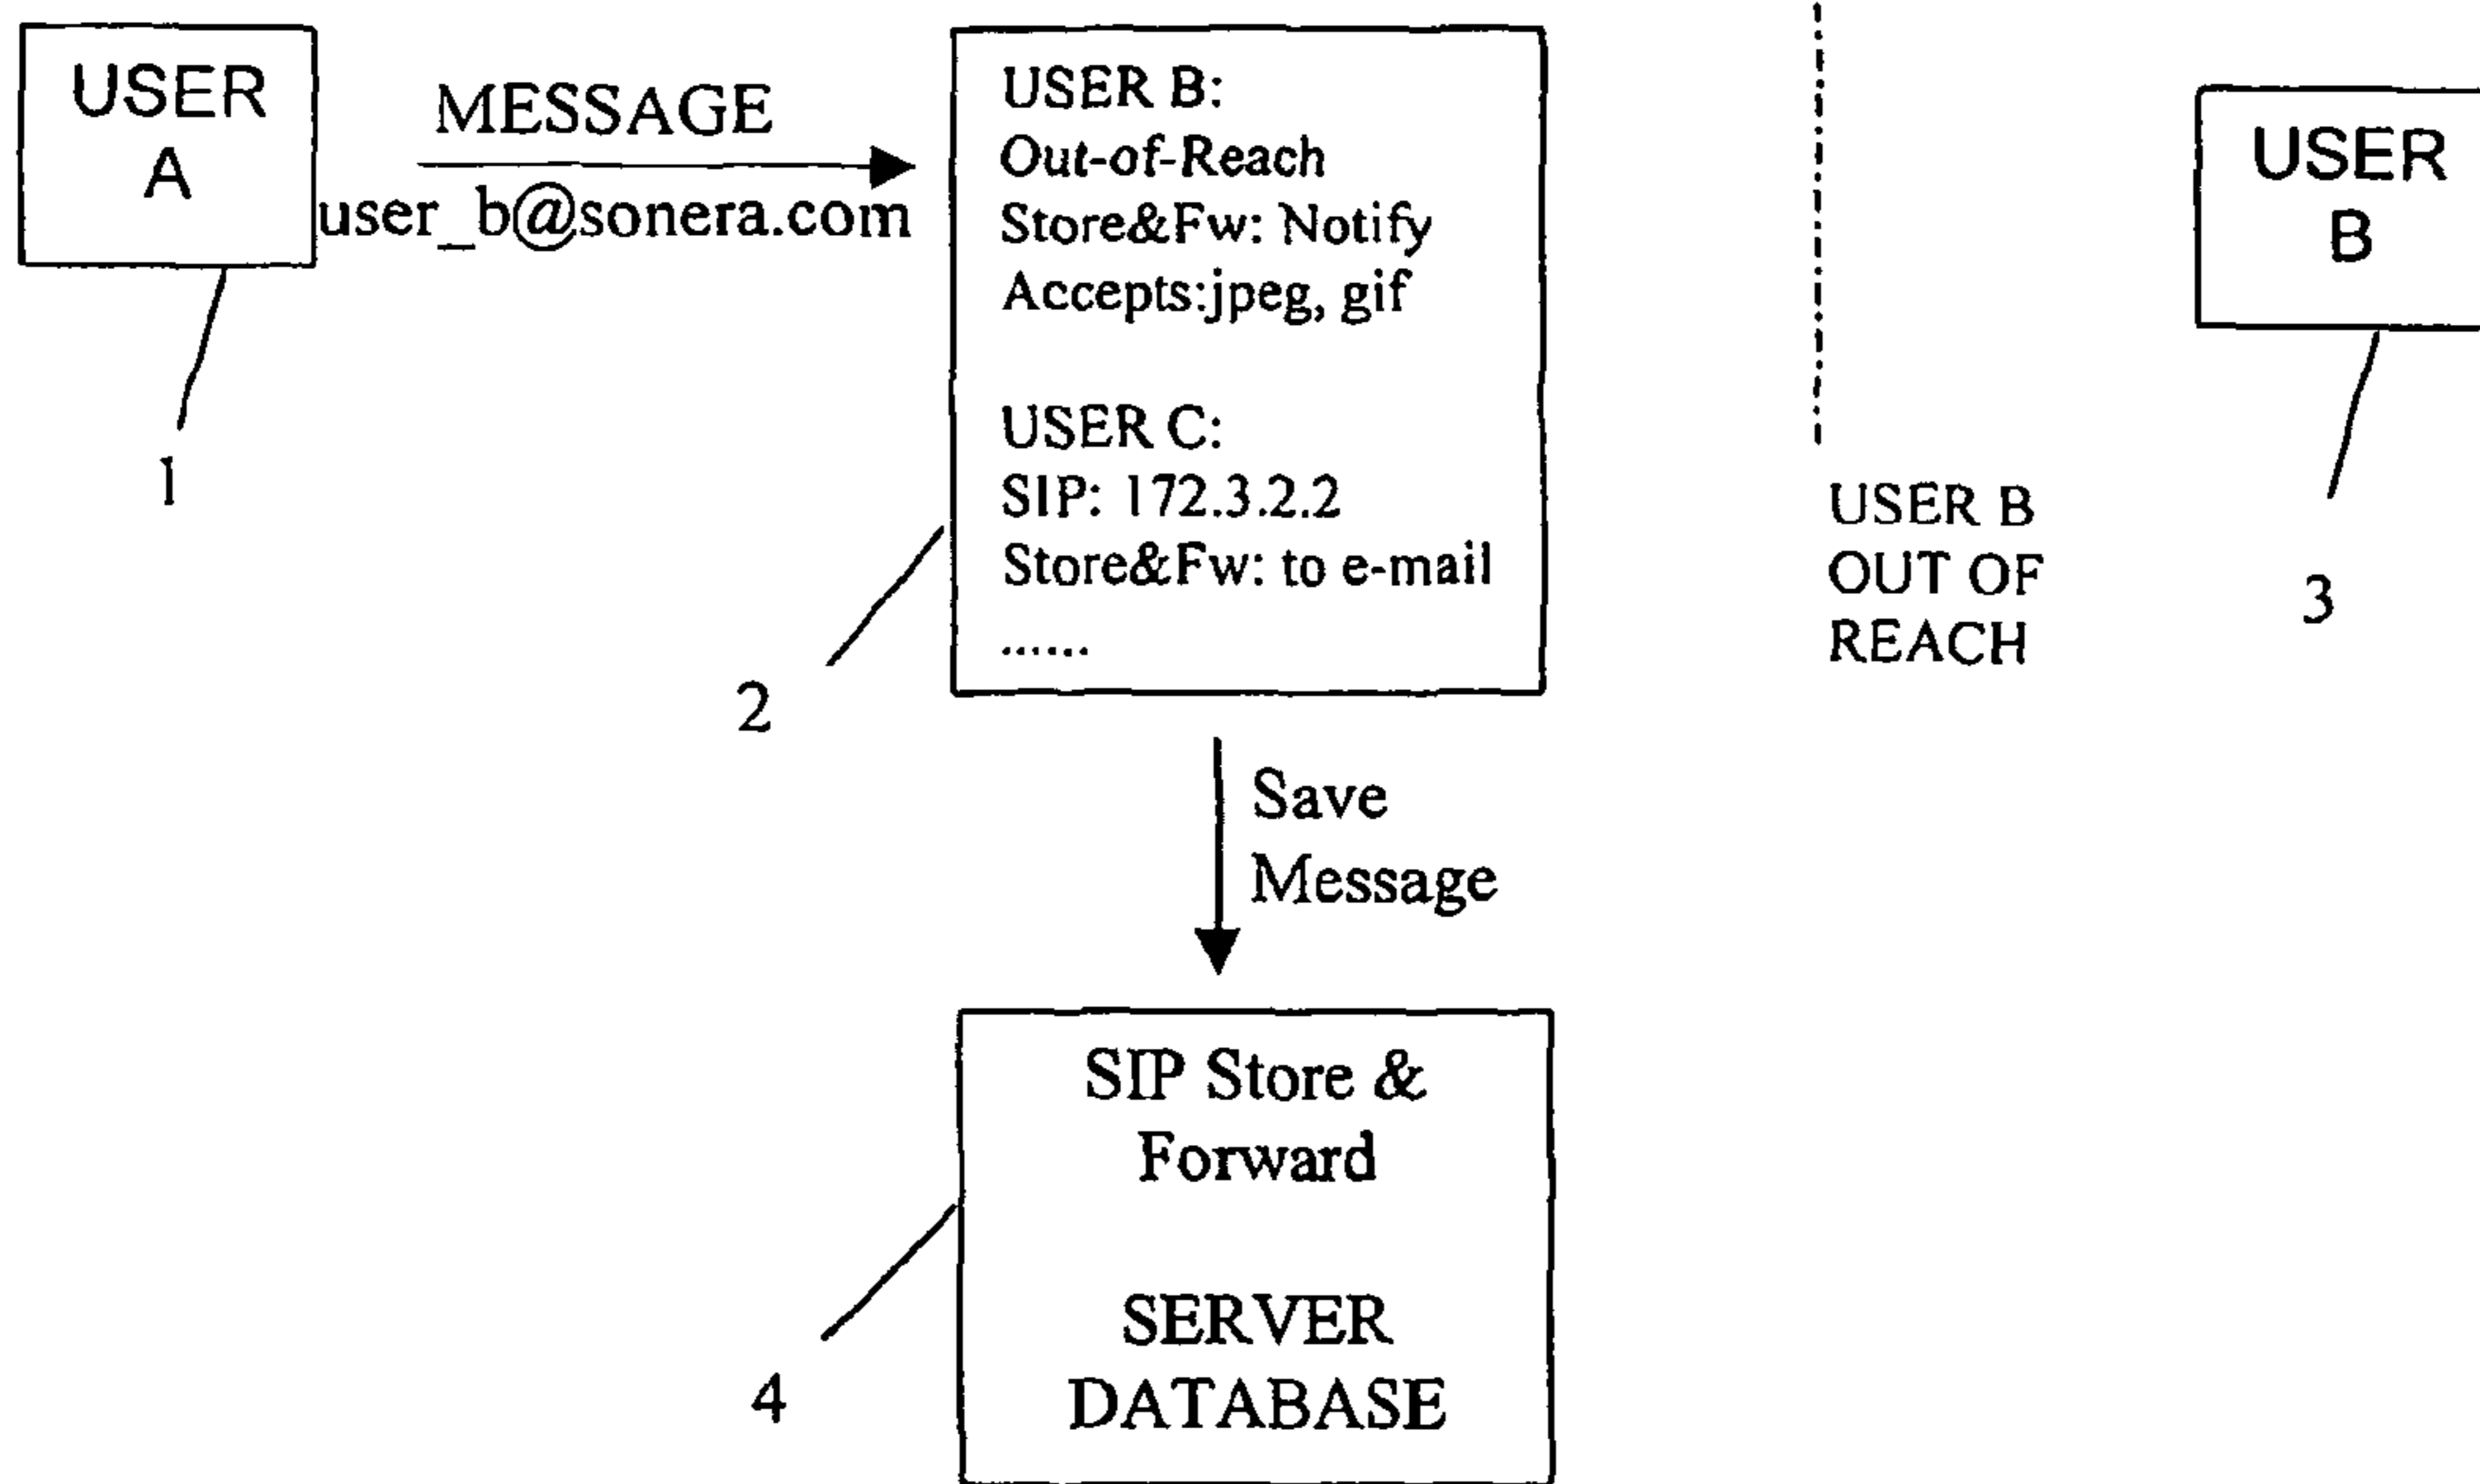 USER
A
1
MESSAGE
user_b@sonera.com
USER B:
Out-of-Reach
Store&Fw: Notify
Accepts:jpeg, gif
USER C:
SIP: 172.3.2.2
Store&Fw: to e-mail
......
2
USER B
OUT OF
REACH
USER
B
3
Save
Message
SIP Store &
Forward
SERVER
DATABASE
4